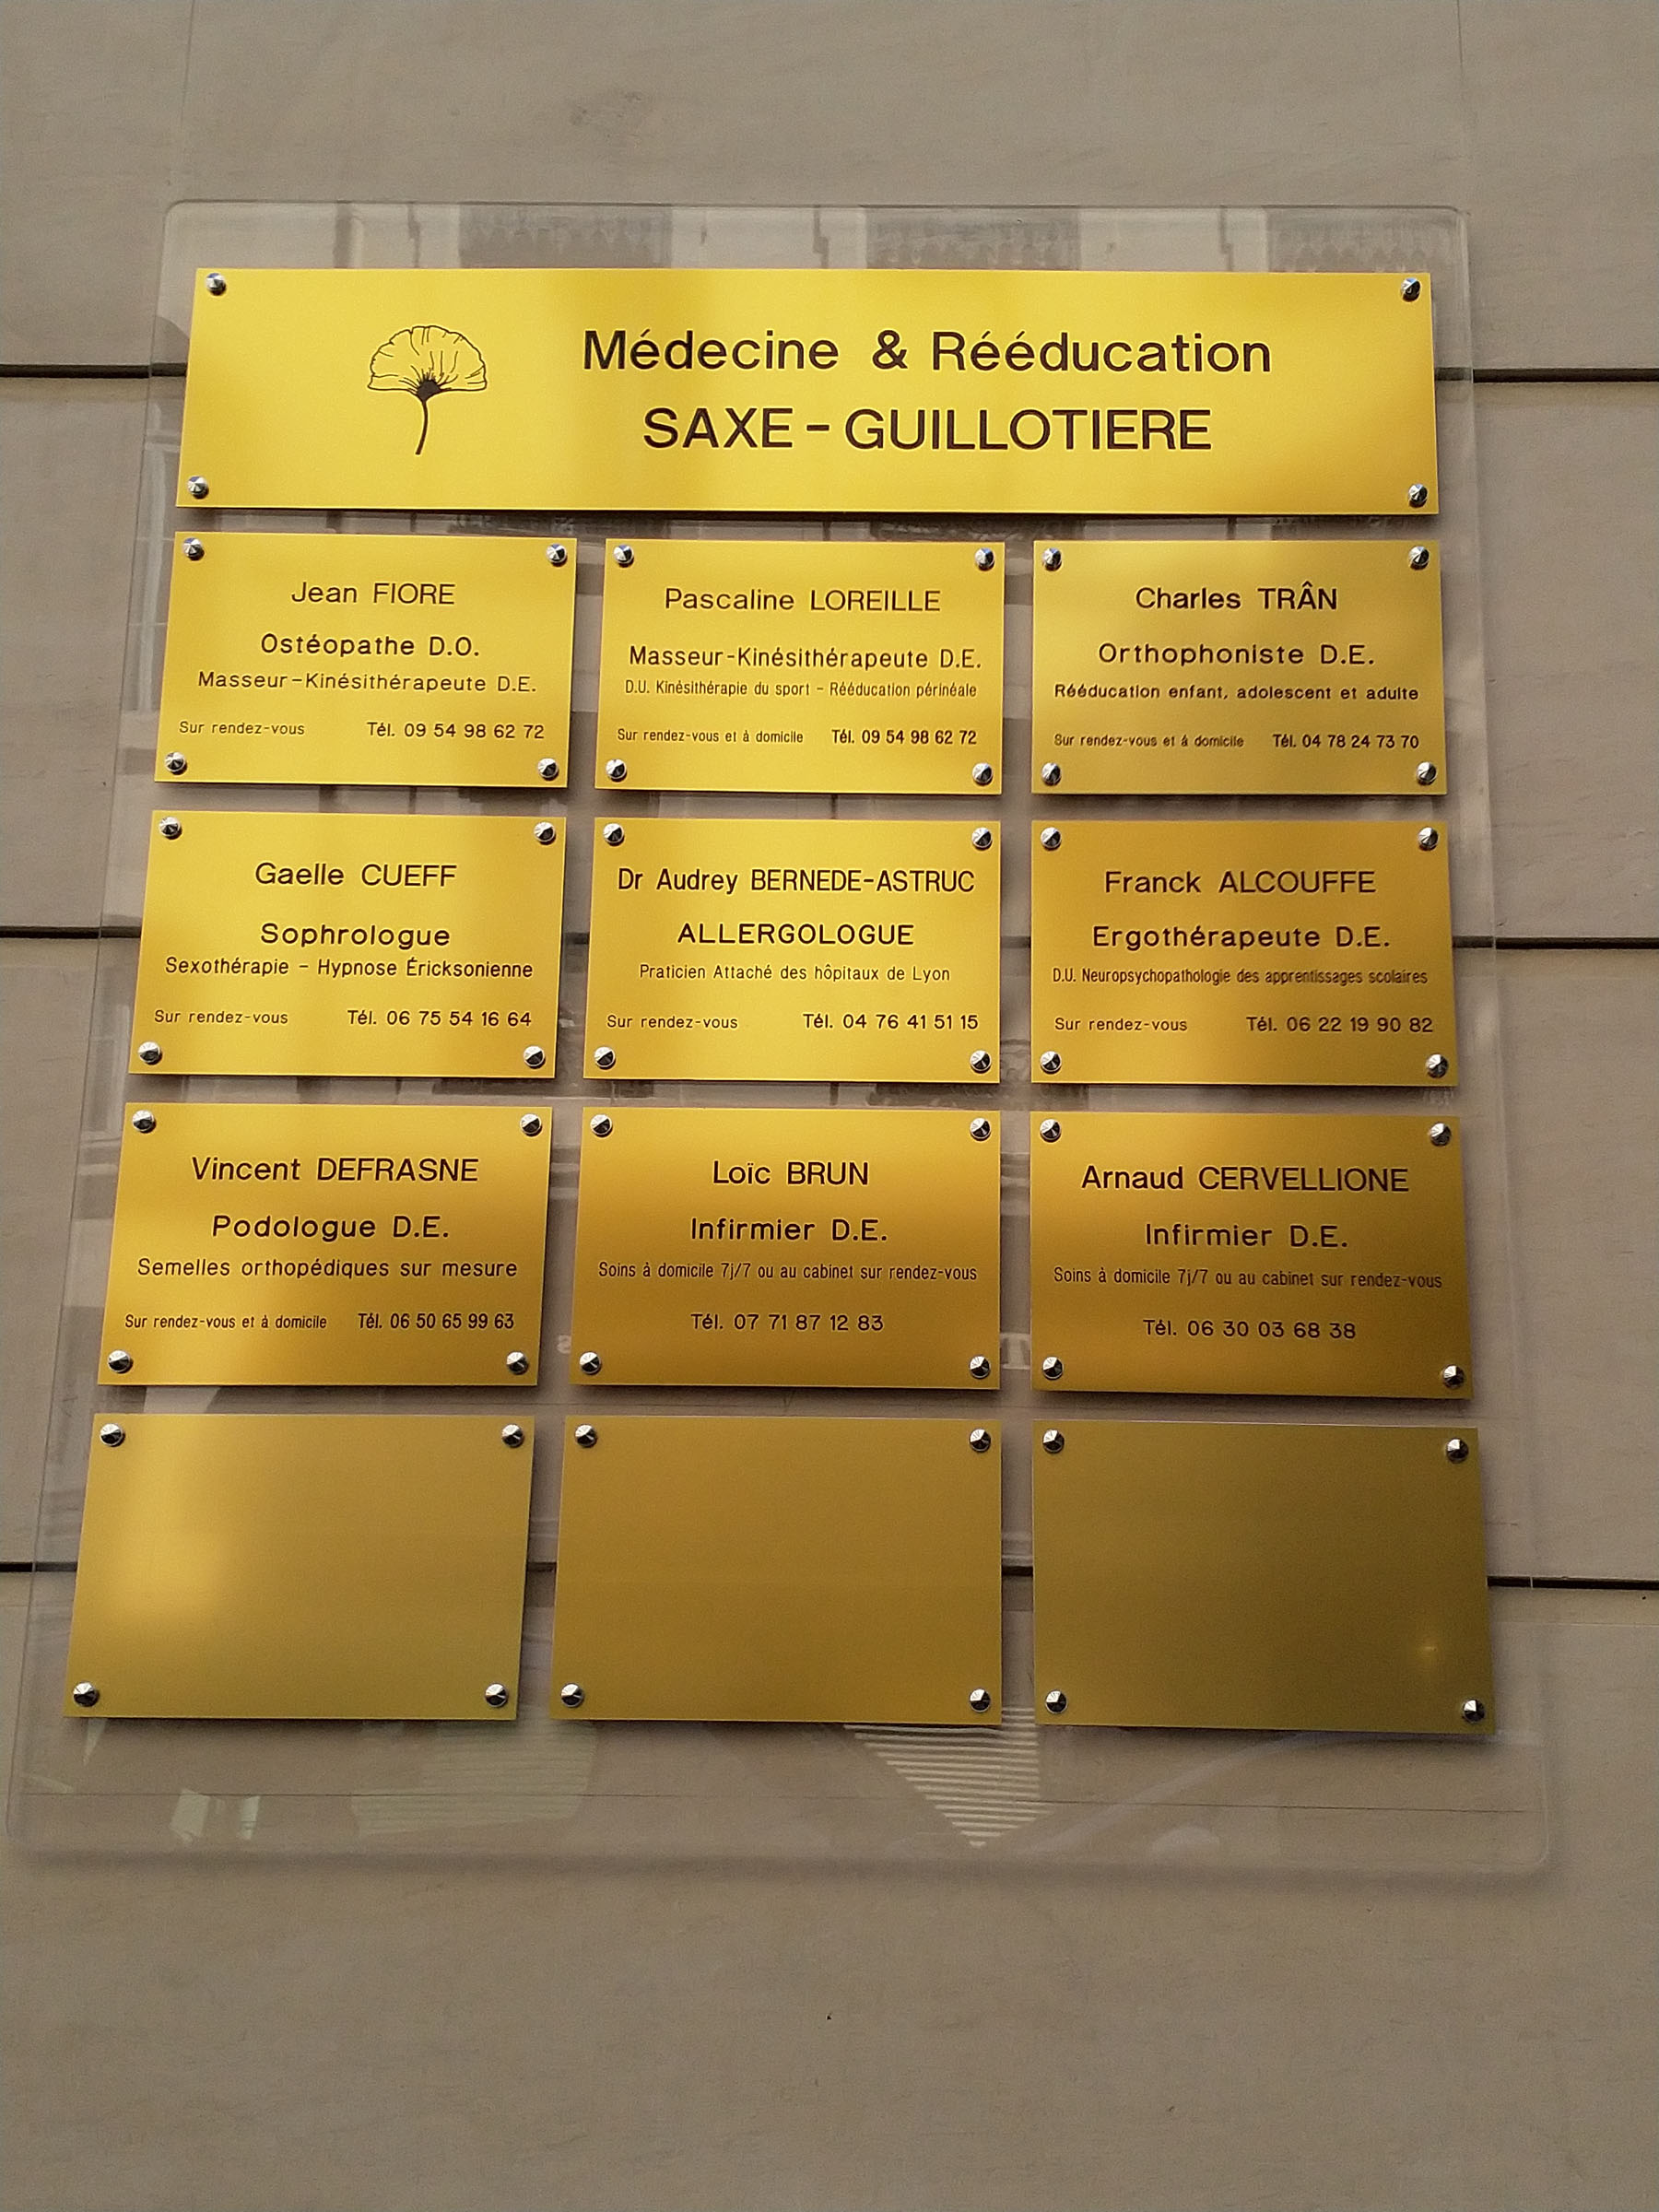 Médecine & Rééducation
SAXE - GUILLOTIERE
Jean FIORE
Ostéopathe D.O.
Masseur-Kinésithérapeute D.E.
Sur rendez-vous Tél. 09 54 98 62 72
Pascaline LOREILLE
Masseur-Kinésithérapeute D.E.
D.U. Kinésithérapie du sport - Rééducation périnéale
Sur rendez-vous et à domicile Tél. 09 54 98 62 72
Charles TRÂN
Orthophoniste D.E.
Rééducation enfant, adolescent et adulte
Sur rendez-vous et à domicile Tél. 04 78 24 73 70
Gaelle CUEFF
Sophrologue
Sexothérapie - Hypnose Éricksonienne
Sur rendez-vous Tél. 06 75 54 16 64
Dr Audrey BERNEDE-ASTRUC
ALLERGOLOGUE
Praticien Attaché des hôpitaux de Lyon
Sur rendez-vous Tél. 04 76 41 51 15
Franck ALCOUFFE
Ergothérapeute D.E.
D.U. Neuropsychopathologie des apprentissages scolaires
Sur rendez-vous Tél. 06 22 19 90 82
Vincent DEFRASNE
Podologue D.E.
Semelles orthopédiques sur mesure
Sur rendez-vous et à domicile Tél. 06 50 65 99 63
Loïc BRUN
Infirmier D.E.
Soins à domicile 7j/7 ou au cabinet sur rendez-vous
Tél. 07 71 87 12 83
Arnaud CERVELLIONE
Infirmier D.E.
Soins à domicile 7j/7 ou au cabinet sur rendez-vous
Tél. 06 30 03 68 38